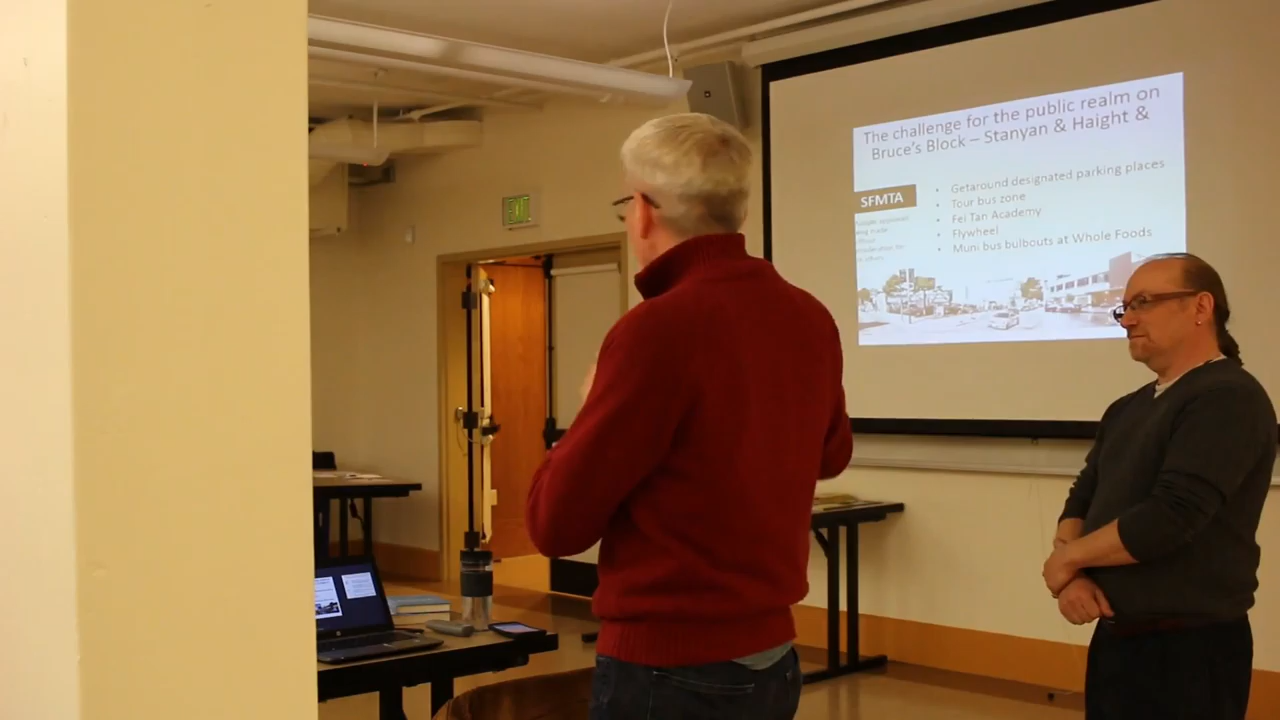 EXIT
The challenge for the public realm on
Bruce's Block – Stanyan & Haight &
SFMTA
• Getaround designated parking places
• Tour bus zone
• Fei Tan Academy
• Flywheel
• Muni bus bulbouts at Whole Foods